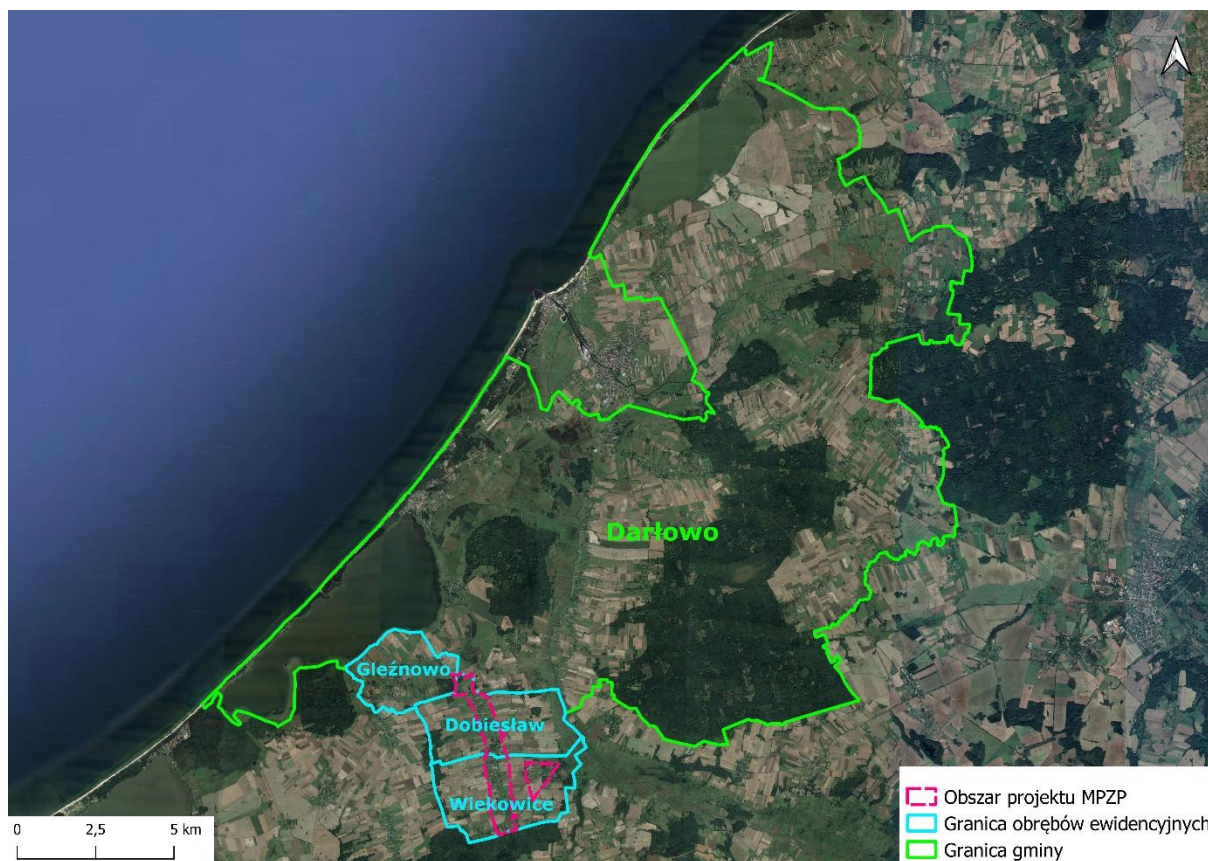 Darłowo
Gleźnowo
Dobiesław
Wiekowice
0 2,5 5 km
Obszar projektu MPZP
Granica obrębów ewidencyjnych
Granica gminy